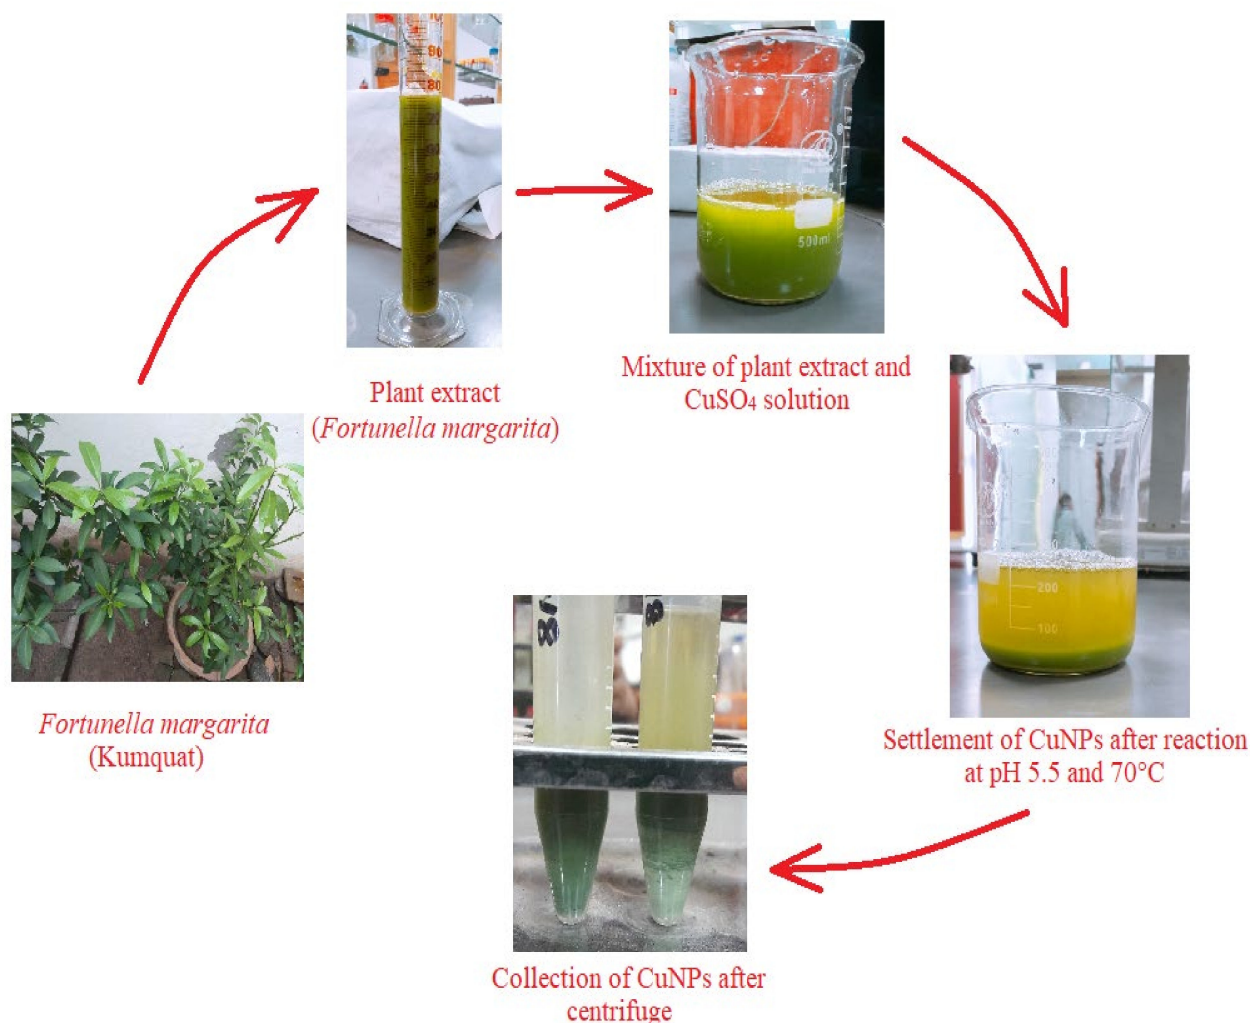 80
500ml
Plant extract
(Fortunella margarita)
Mixture of plant extract and
CuSO₄ solution
200
100
Settlement of CuNPs after reaction
at pH 5.5 and 70°C
Fortunella margarita
(Kumquat)
Collection of CuNPs after
centrifuge